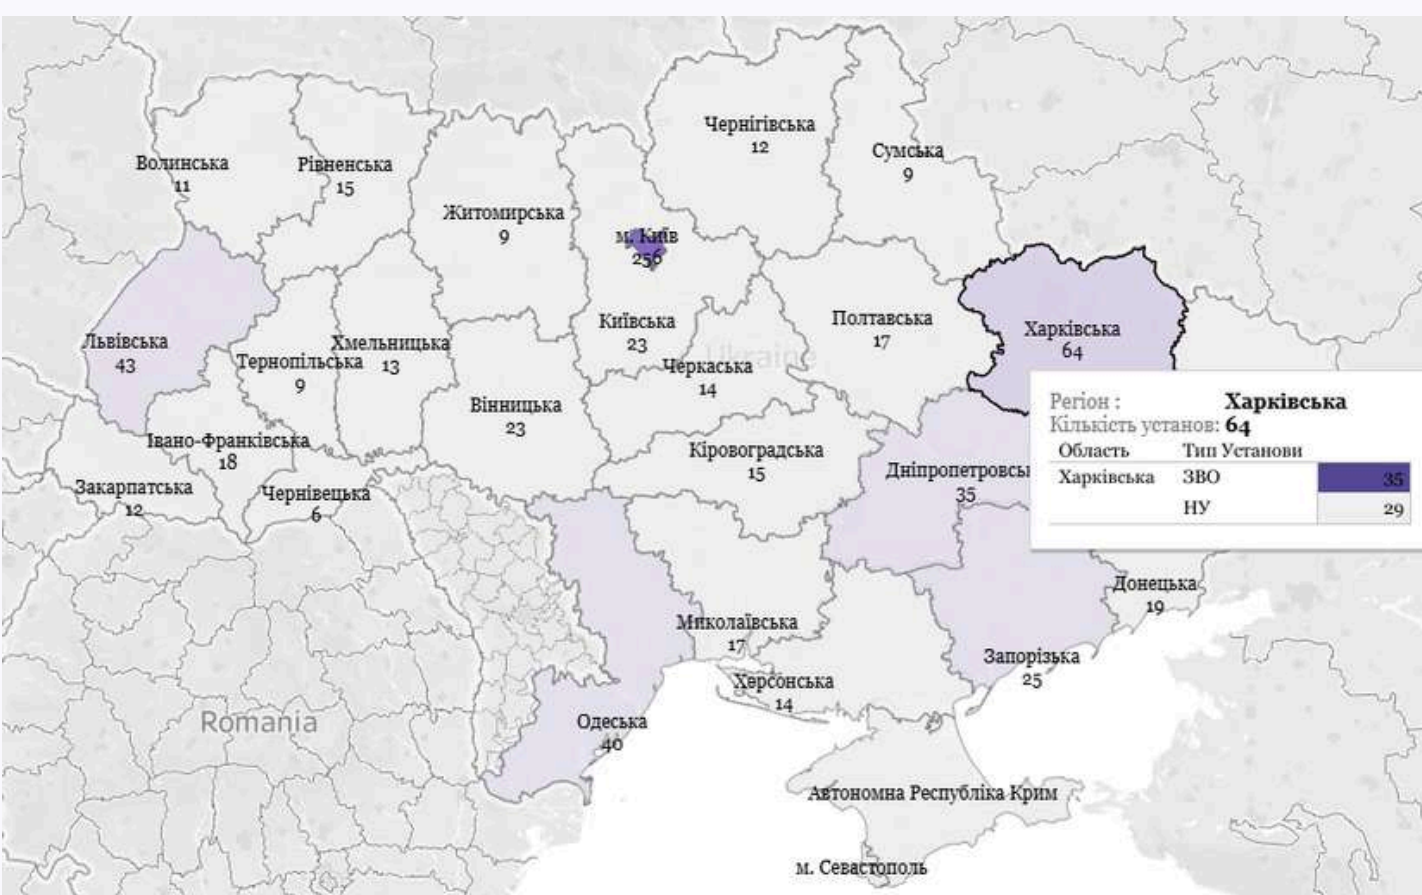 Чернігівська
12
Сумська
9
Волинська
11
Рівненська
15
Житомирська
9
м. Київ
256
Київська
23
Полтавська
17
Харківська
64
Львівська
43
Тернопільська
9
Хмельницька
13
Ukraine
Черкаська
14
Вінницька
23
Івано-Франківська
18
Кіровоградська
15
Дніпропетровсь
35
Закарпатська
12
Чернівецька
6
Регіон : Харківська
Кількість установ: 64
Область Тип Установи
Харківська ЗВО 35
НУ 29
Донецька
19
Миколаївська
17
Запорізька
25
Херсонська
14
Romania
Одеська
40
Автономна Республіка Крим
м. Севастополь